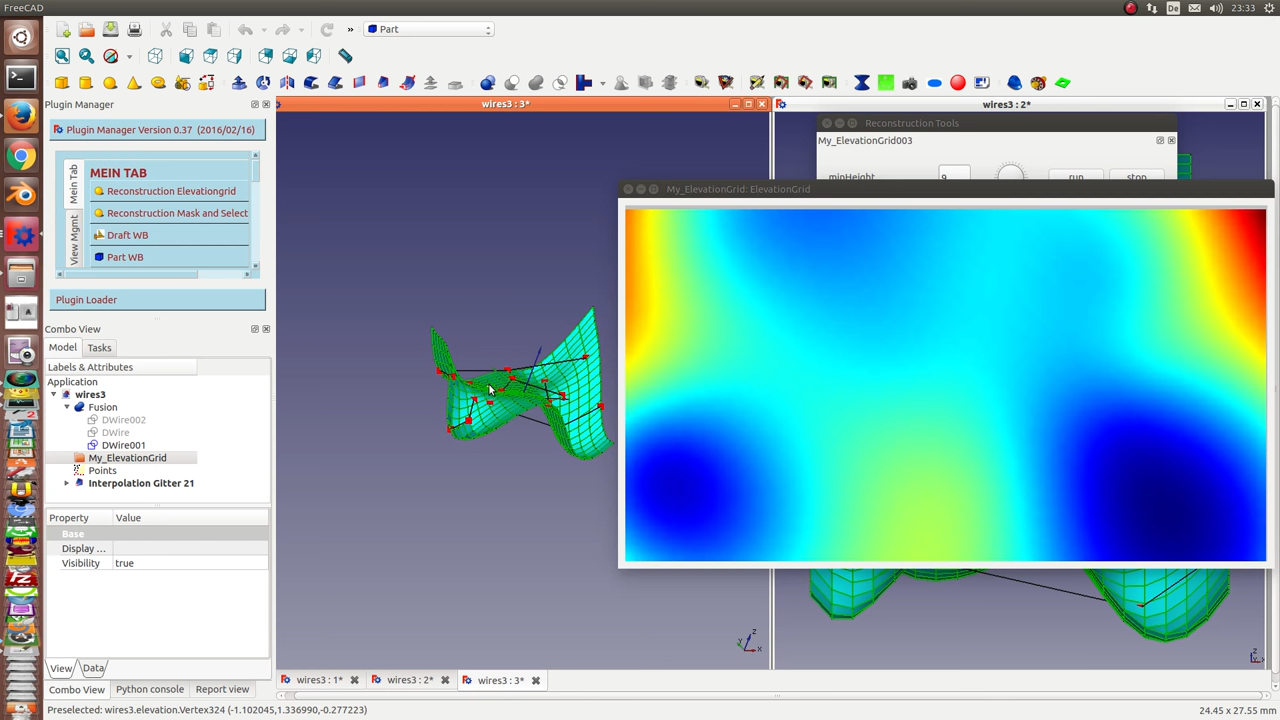 FreeCAD
De
23:33
»
Part
Plugin Manager
wires3 : 3*
wires3 : 2*
Plugin Manager Version 0.37 (2016/02/16)
Reconstruction Tools
My_ElevationGrid003
Mein Tab
View Mgmt
MEIN TAB
Reconstruction Elevationgrid
Reconstruction Mask and Select
Draft WB
Part WB
minHeight
9
run
stop
My_ElevationGrid: ElevationGrid
Plugin Loader
Combo View
Model
Tasks
Labels & Attributes
Application
wires3
Fusion
DWire002
DWire
DWire001
My_ElevationGrid
Points
Interpolation Gitter 21
Property
Value
Base
Display ...
Visibility
true
View
Data
Combo View
Python console
Report view
wires3 : 1*
wires3 : 2*
wires3 : 3*
Preselected: wires3.elevation.Vertex324 (-1.102045,1.336990,-0.277223)
24.45 x 27.55 mm